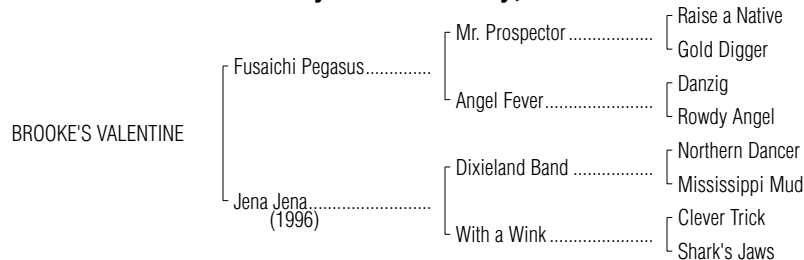 Raise a Native
Mr. Prospector ..................
Gold Digger
Fusaichi Pegasus..............
Danzig
Angel Fever.......................
Rowdy Angel
BROOKE'S VALENTINE
Northern Dancer
Dixieland Band .................
Mississippi Mud
Jena Jena..........................
(1996)
Clever Trick
With a Wink ......................
Shark's Jaws